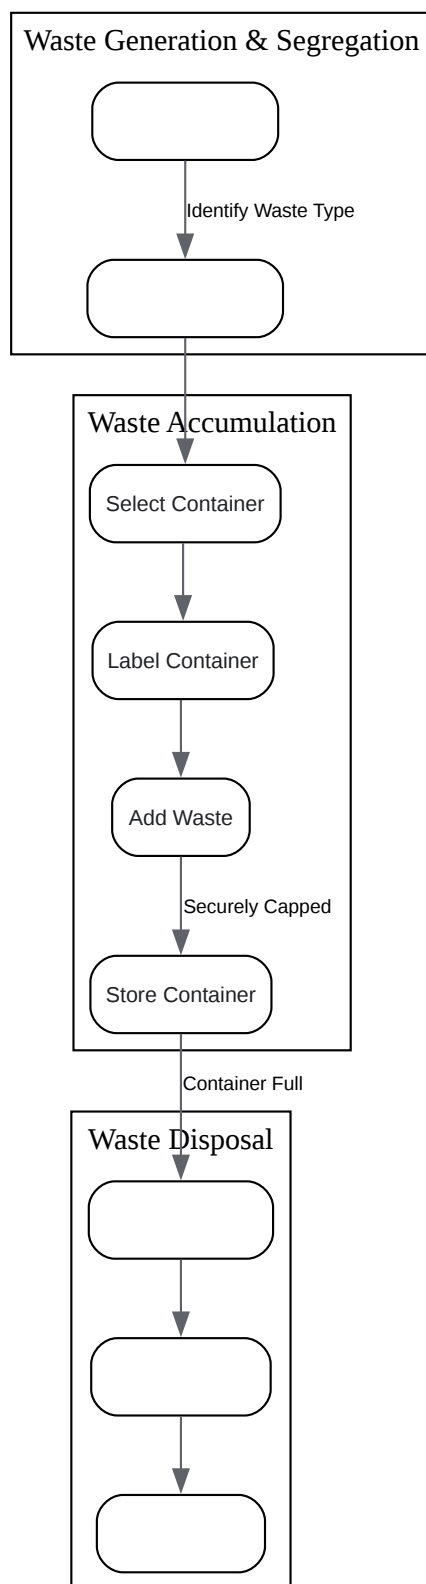 Waste Generation & Segregation
Identify Waste Type
Waste Accumulation
Select Container
Label Container
Add Waste
Securely Capped
Store Container
Container Full
Waste Disposal